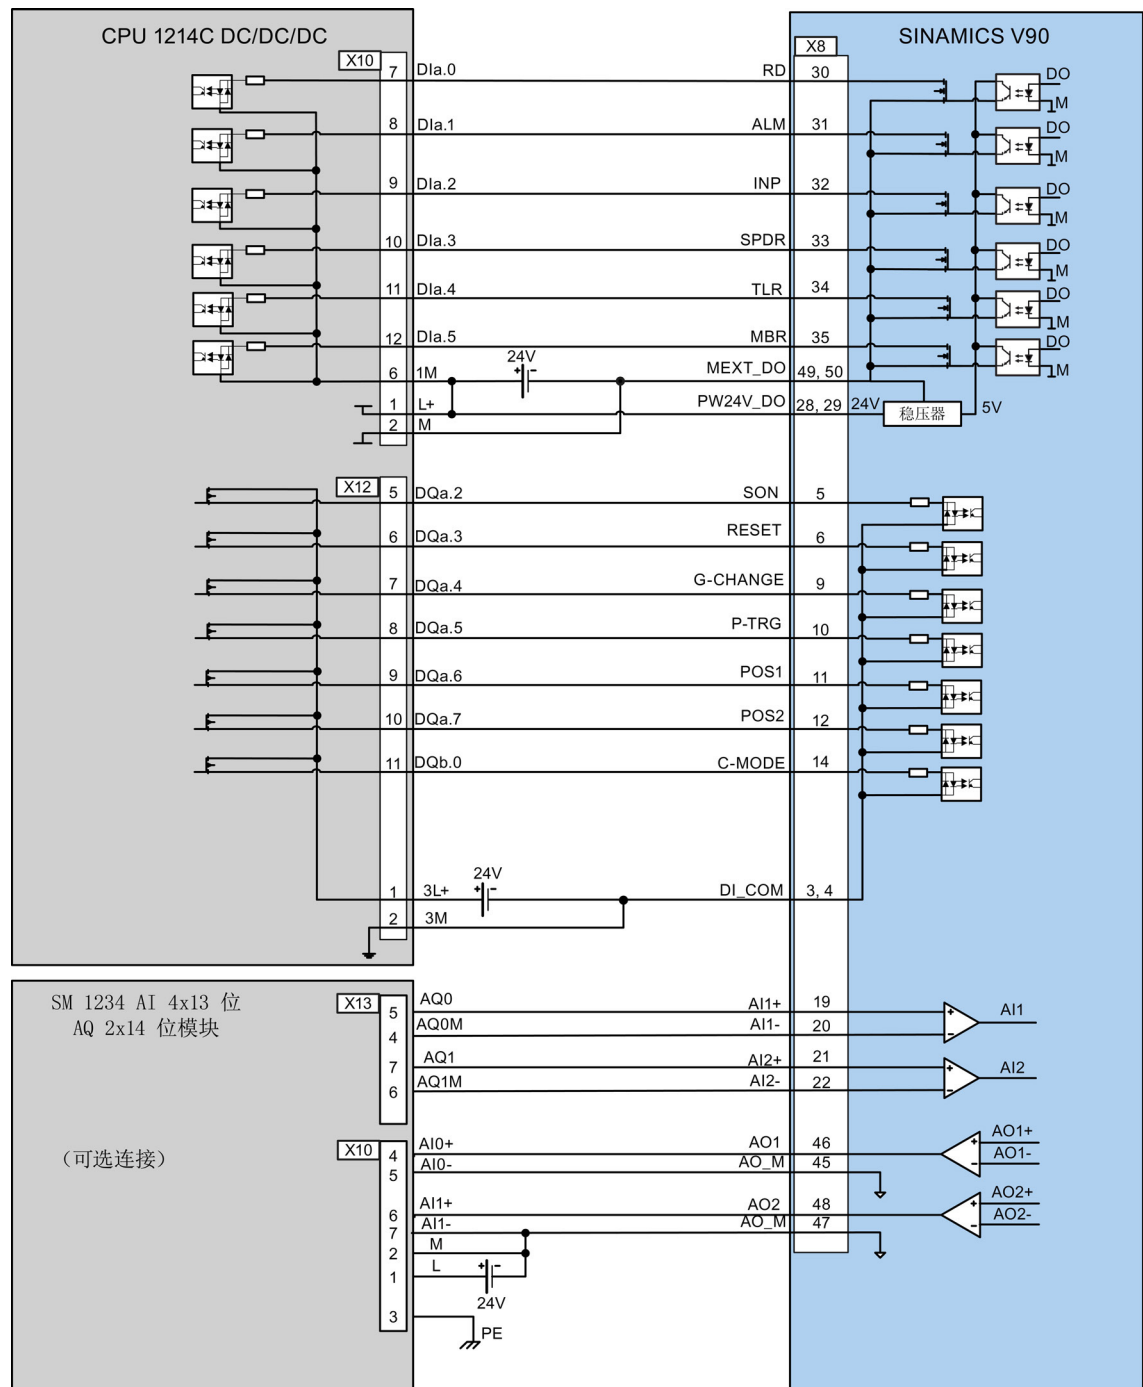 CPU 1214C DC/DC/DC
SINAMICS V90
X10
X8
7 DIa.0 RD 30 DO
M
8 DIa.1 ALM 31 DO
M
9 DIa.2 INP 32 DO
M
10 DIa.3 SPDR 33 DO
M
11 DIa.4 TLR 34 DO
M
12 DIa.5 MBR 35 DO
M
24V
+ -
6 1M MEXT_DO 49, 50
1 L+ PW24V_DO 28, 29 24V 稳压器 5V
2 M
X12
5 DQa.2 SON 5
6 DQa.3 RESET 6
7 DQa.4 G-CHANGE 9
8 DQa.5 P-TRG 10
9 DQa.6 POS1 11
10 DQa.7 POS2 12
11 DQb.0 C-MODE 14
24V
+ -
1 3L+ DI_COM 3, 4
2 3M
SM 1234 AI 4x13 位
AQ 2x14 位模块
X13
5 AQ0 AI1+ 19 + AI1
4 AQ0M AI1- 20 -
7 AQ1 AI2+ 21 + AI2
6 AQ1M AI2- 22 -
(可选连接)
X10
4 AI0+ AO1 46 + AO1+
5 AI0- AO_M 45 - AO1-
6 AI1+ AO2 48 + AO2+
7 AI1- AO_M 47 - AO2-
2 M
1 L + -
24V
3 PE